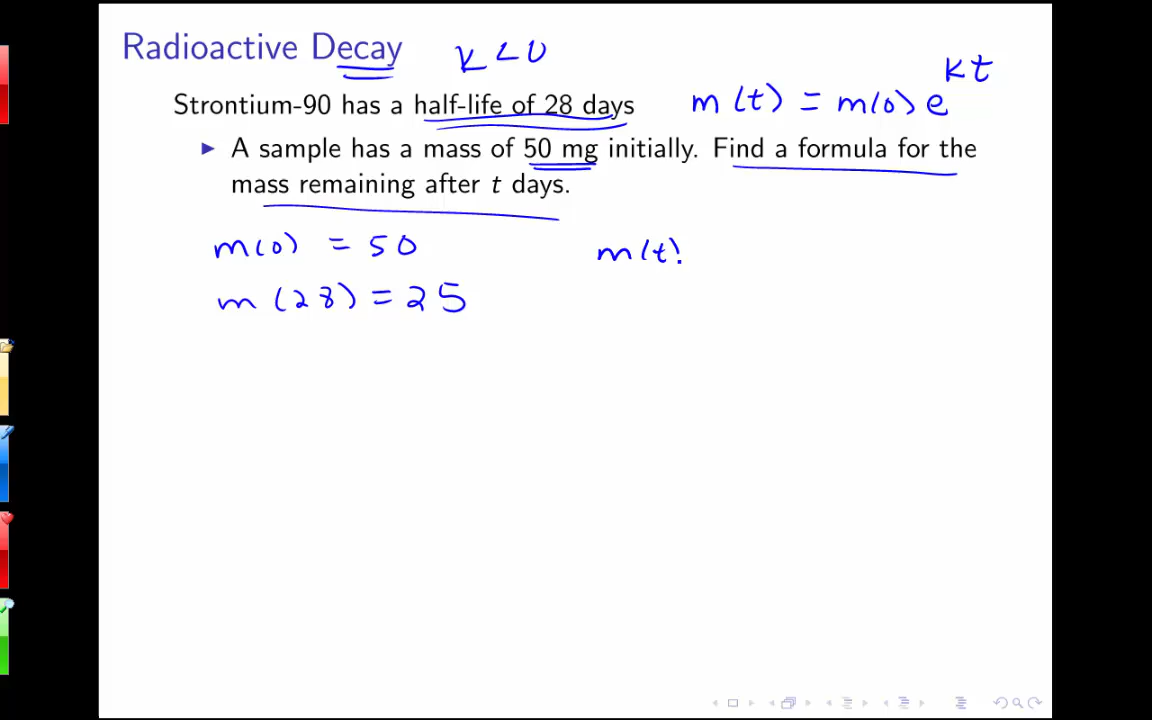 Radioactive Decay k < 0
Strontium-90 has a half-life of 28 days m(t) = m(0) e^{kt}
▶ A sample has a mass of 50 mg initially. Find a formula for the
mass remaining after t days.
m(0) = 50 m(t)
m(28) = 25